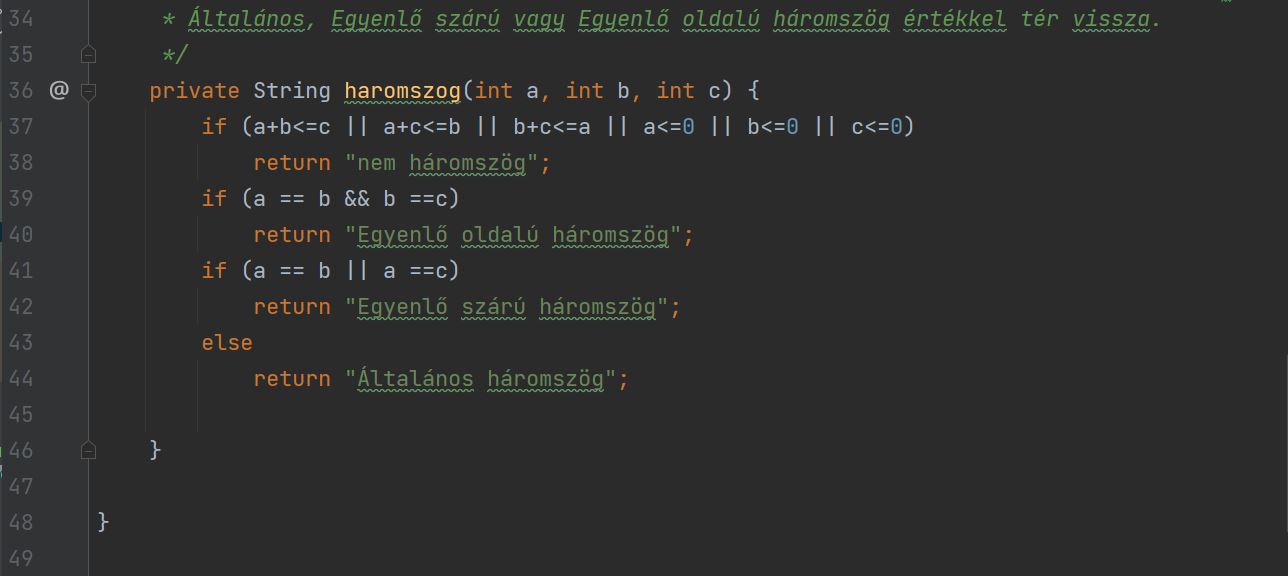 34 * Általános, Egyenlő szárú vagy Egyenlő oldalú háromszög értékkel tér vissza.
35 */
36 @ private String haromszog(int a, int b, int c) {
37 if (a+b<=c || a+c<=b || b+c<=a || a<=0 || b<=0 || c<=0)
38 return "nem háromszög";
39 if (a == b && b ==c)
40 return "Egyenlő oldalú háromszög";
41 if (a == b || a ==c)
42 return "Egyenlő szárú háromszög";
43 else
44 return "Általános háromszög";
45
46 }
47
48 }
49